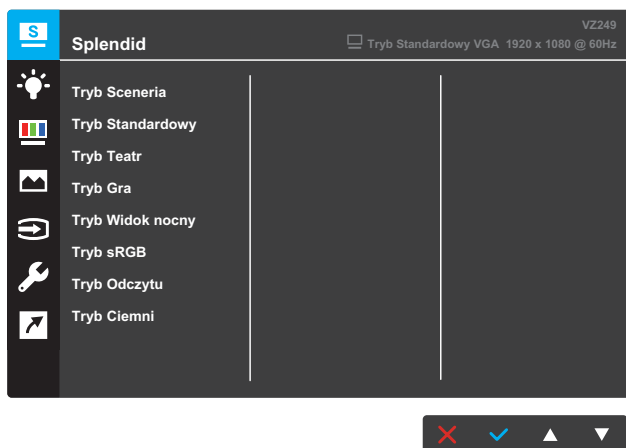 S
VZ249
Splendid
Tryb Standardowy VGA 1920 x 1080 @ 60Hz
Tryb Sceneria
Tryb Standardowy
Tryb Teatr
Tryb Gra
Tryb Widok nocny
Tryb sRGB
Tryb Odczytu
Tryb Ciemni